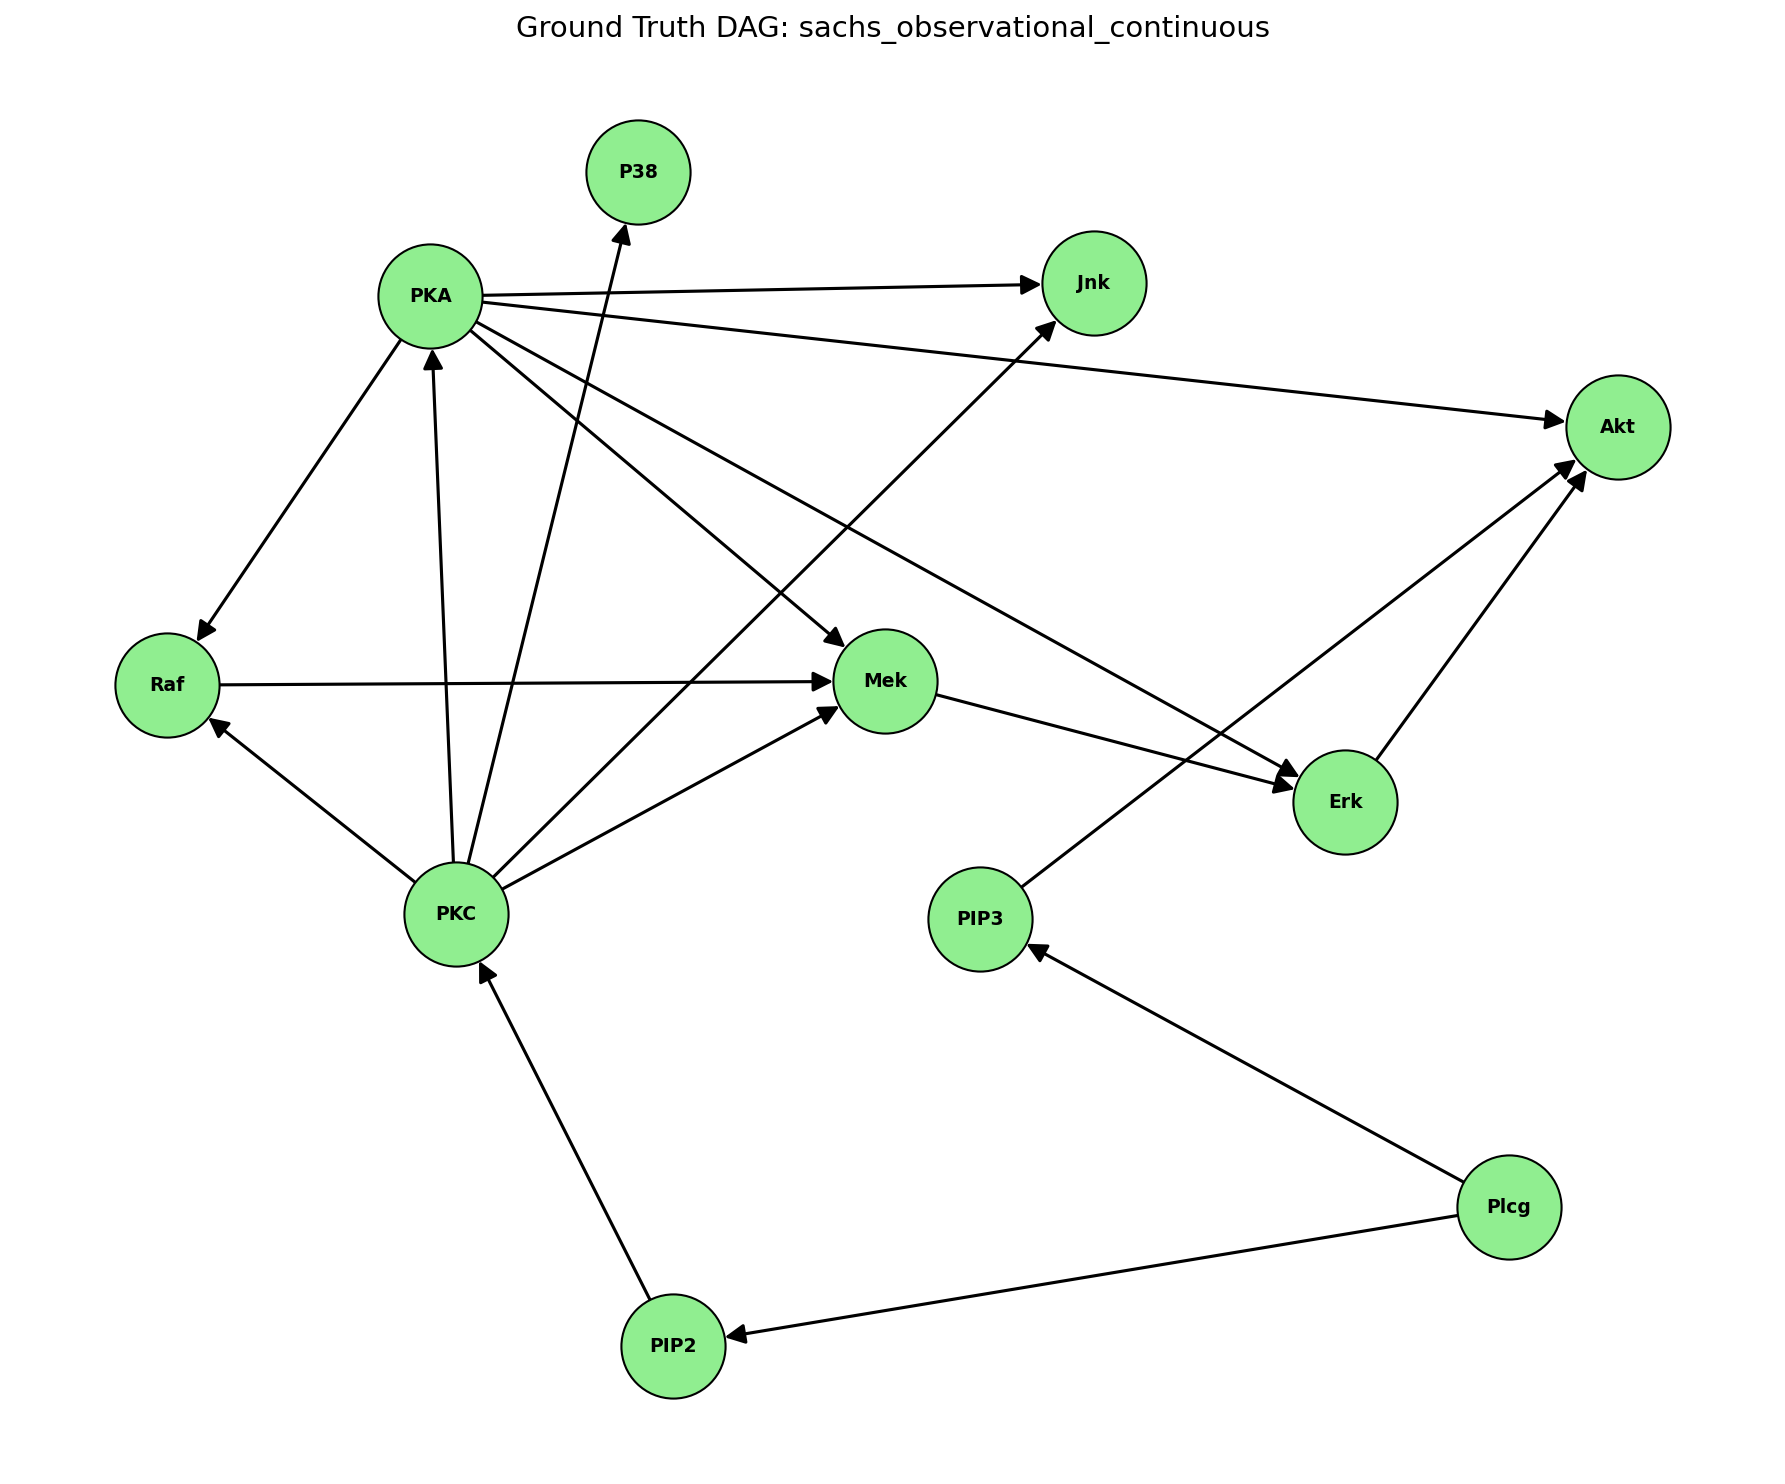 Ground Truth DAG: sachs_observational_continuous
P38
Jnk
PKA
Akt
Raf
Mek
Erk
PKC
PIP3
Plcg
PIP2